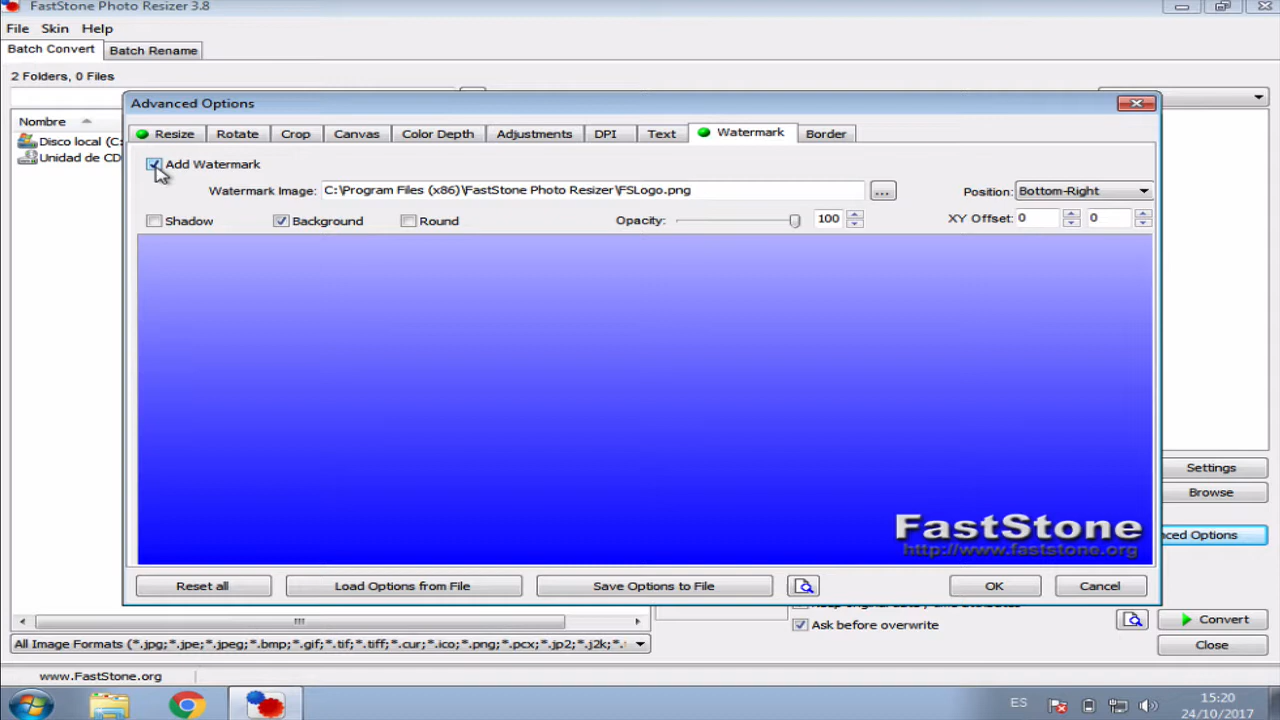 FastStone Photo Resizer 3.8
File Skin Help
Batch Convert Batch Rename
2 Folders, 0 Files
Nombre
Disco local (C:
Unidad de CD
Advanced Options
Resize Rotate Crop Canvas Color Depth Adjustments DPI Text Watermark Border
Add Watermark
Watermark Image: C:\Program Files (x86)\FastStone Photo Resizer\FSLogo.png ... Position: Bottom-Right
Shadow Background Round Opacity: 100 XY Offset: 0 0
FastStone
http://www.faststone.org
Reset all Load Options from File Save Options to File OK Cancel
Settings
Browse
ced Options
Ask before overwrite
Convert
All Image Formats (*.jpg;*.jpe;*.jpeg;*.bmp;*.gif;*.tif;*.tiff;*.cur;*.ico;*.png;*.pcx;*.jp2;*.j2k;*.
Close
www.FastStone.org
ES
15:20
24/10/2017